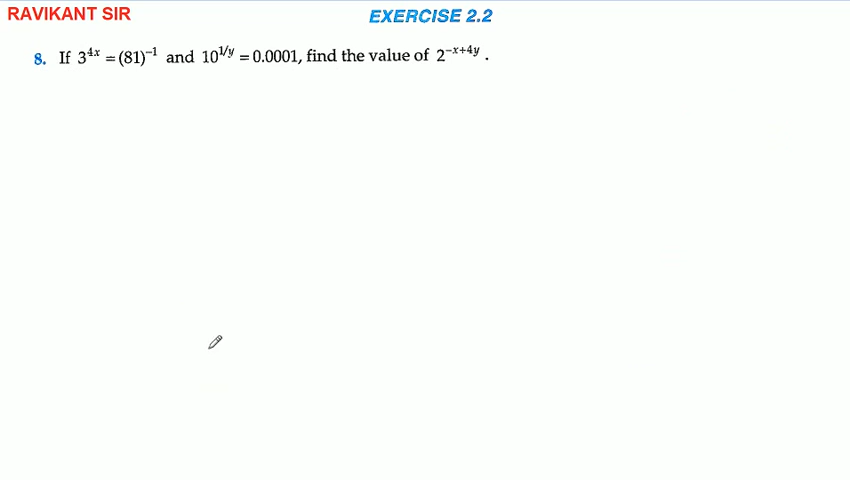 RAVIKANT SIR
EXERCISE 2.2
8. If 3^{4x} = (81)^{-1} and 10^{1/y} = 0.0001, find the value of 2^{-x+4y} .